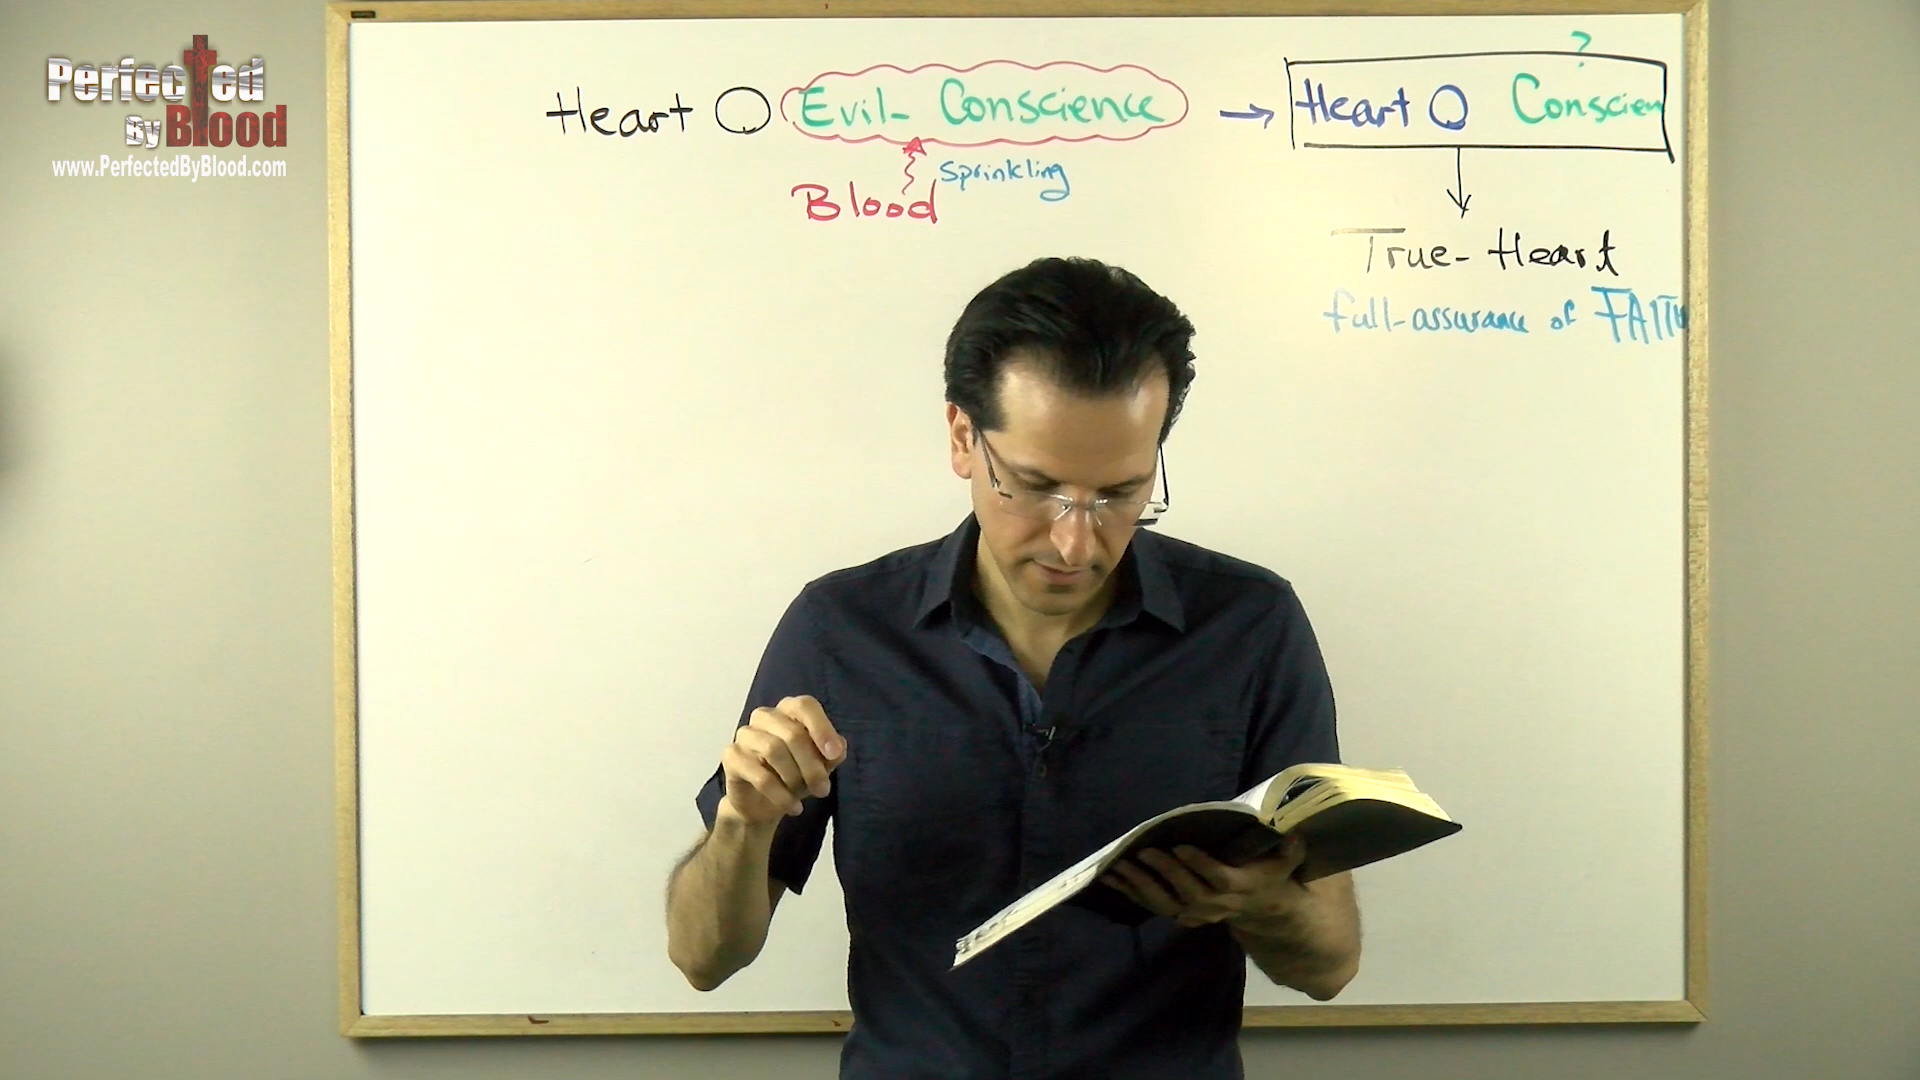 Perfected
By Blood
www.PerfectedByBlood.com
?
Heart Evil- Conscience → Heart Conscien
Sprinkling
Blood
True- Heart
full-assurance of FAITH